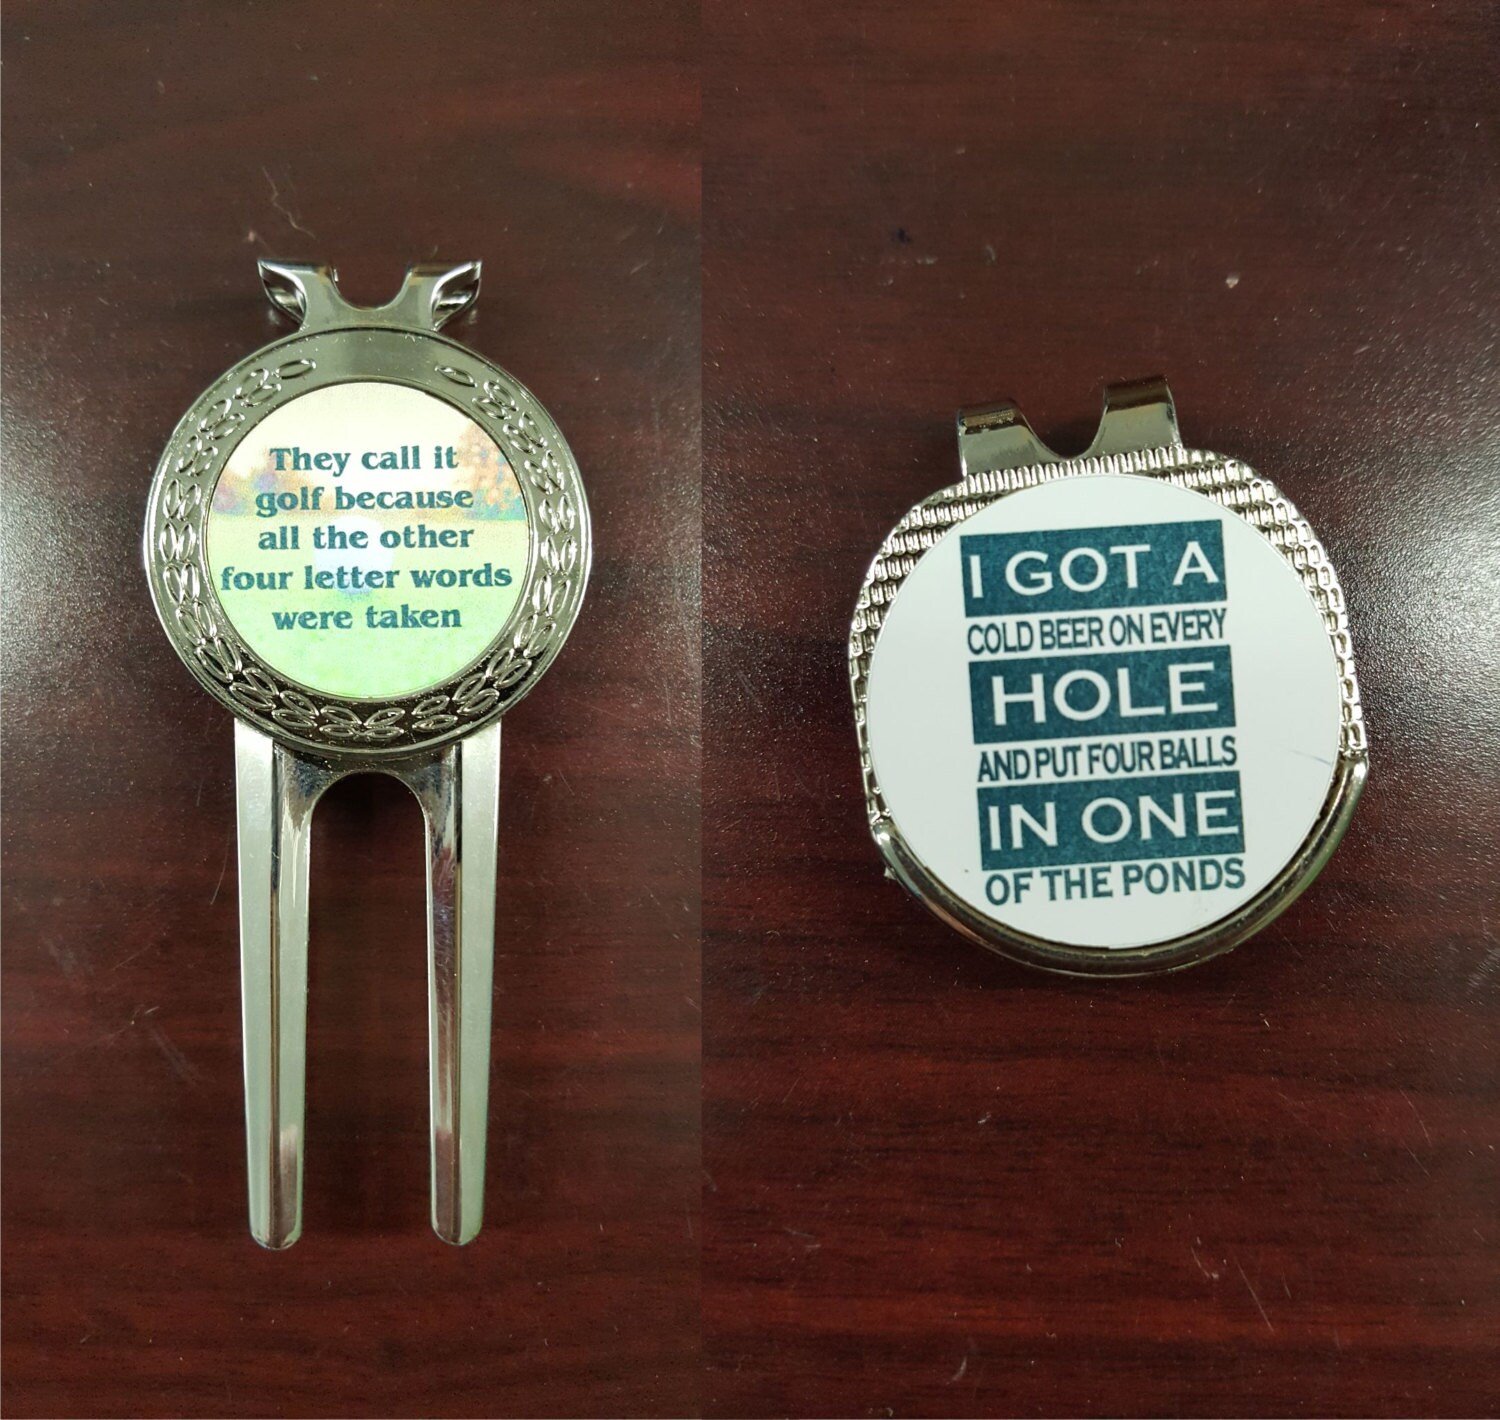 They call it
golf because
all the other
four letter words
were taken
I GOT A
COLD BEER ON EVERY
HOLE
AND PUT FOUR BALLS
IN ONE
OF THE PONDS